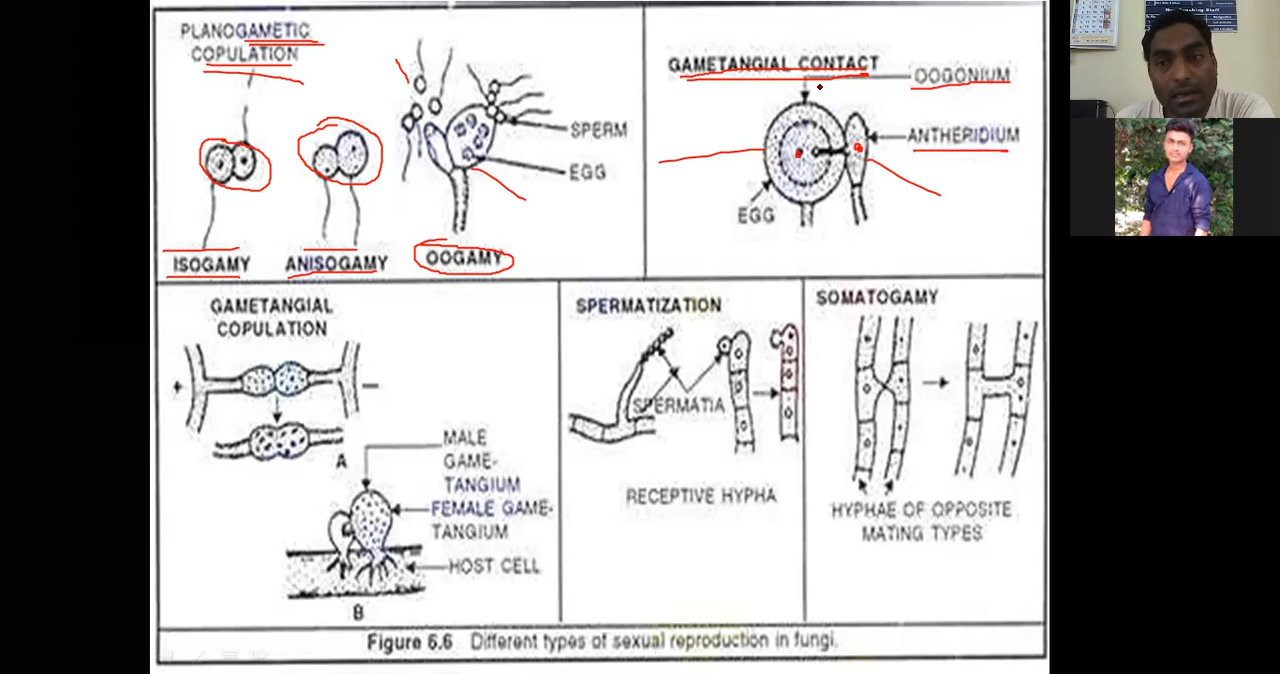 PLANOGAMETIC
COPULATION
SPERM
EGG
ISOGAMY
ANISOGAMY
OOGAMY
GAMETANGIAL CONTACT
OOGONIUM
ANTHERIDIUM
EGG
GAMETANGIAL
COPULATION
+
−
A
MALE
GAME-
TANGIUM
FEMALE GAME-
TANGIUM
HOST CELL
B
SPERMATIZATION
SPERMATIA
RECEPTIVE HYPHA
SOMATOGAMY
HYPHAE OF OPPOSITE
MATING TYPES
Figure 6.6 Different types of sexual reproduction in fungi.